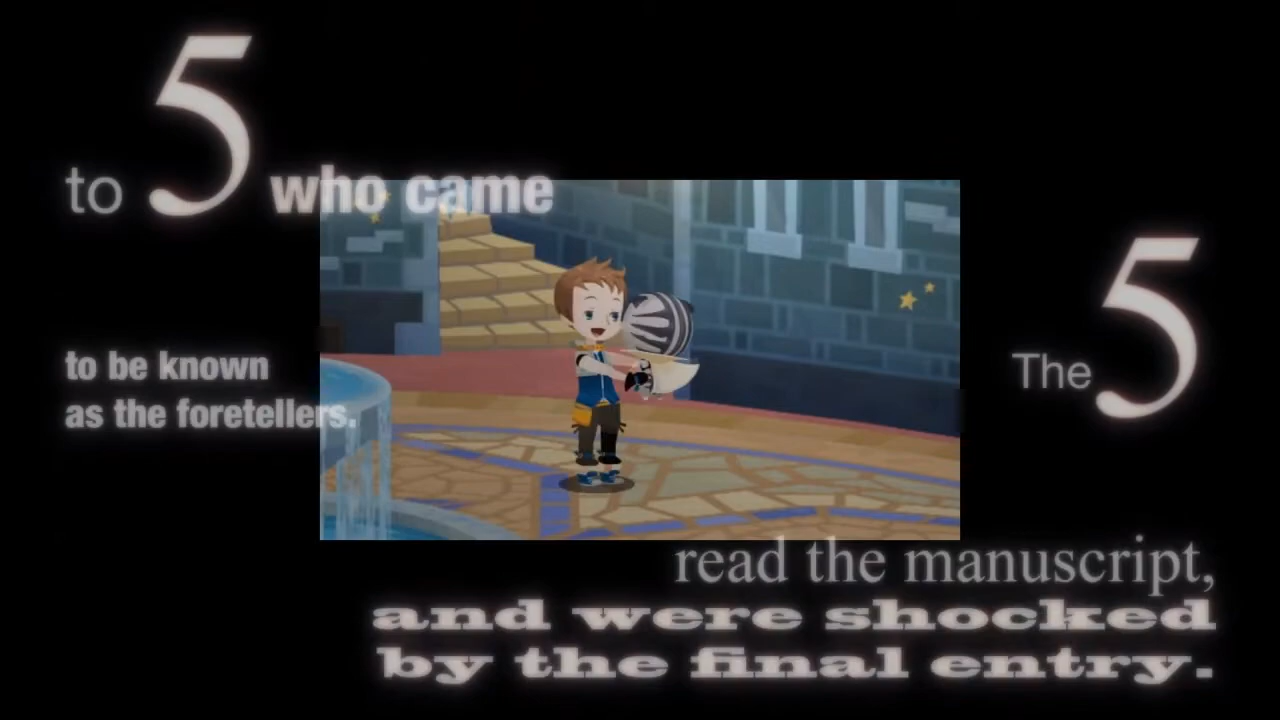 to 5 who came
to be known
as the foretellers.
The 5
read the manuscript,
and were shocked
by the final entry.